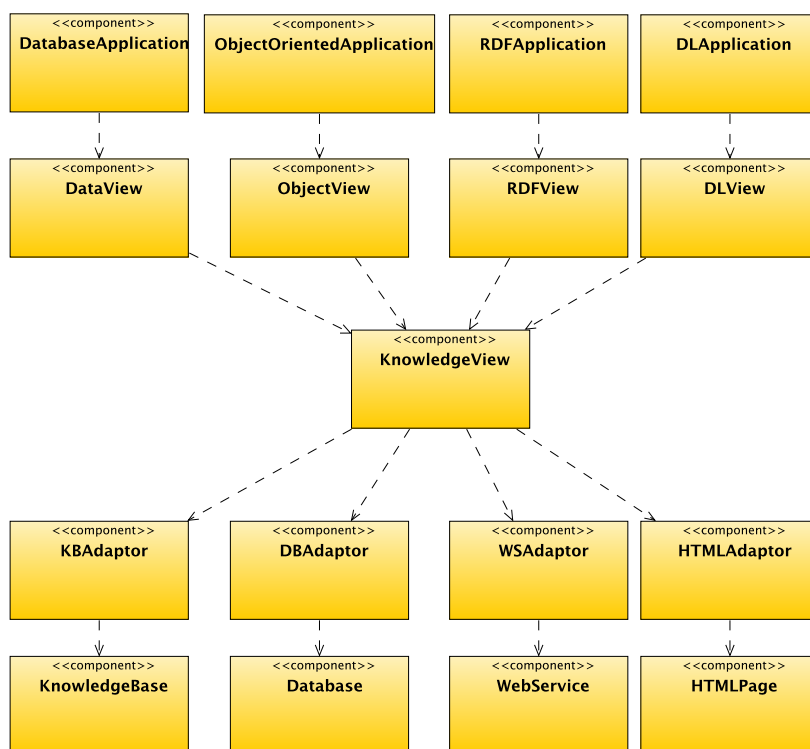 <<component>>
DatabaseApplication
<<component>>
ObjectOrientedApplication
<<component>>
RDFApplication
<<component>>
DLApplication
<<component>>
DataView
<<component>>
ObjectView
<<component>>
RDFView
<<component>>
DLView
<<component>>
KnowledgeView
<<component>>
KBAdaptor
<<component>>
DBAdaptor
<<component>>
WSAdaptor
<<component>>
HTMLAdaptor
<<component>>
KnowledgeBase
<<component>>
Database
<<component>>
WebService
<<component>>
HTMLPage